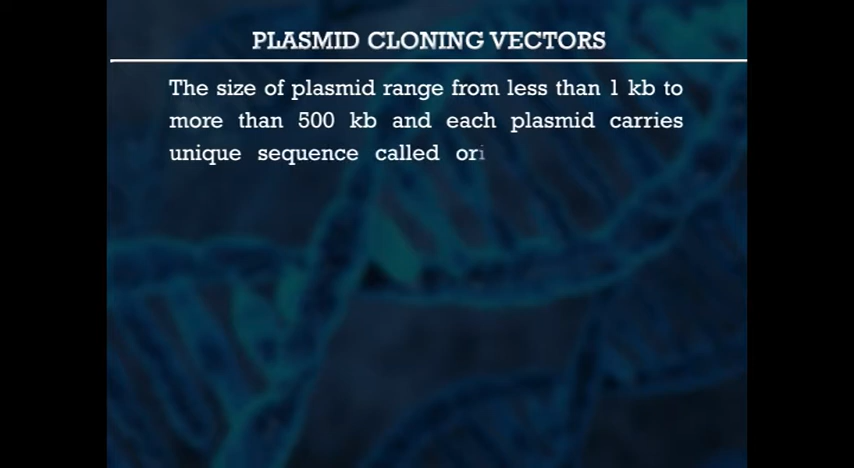 PLASMID CLONING VECTORS
The size of plasmid range from less than 1 kb to
more than 500 kb and each plasmid carries
unique sequence called ori